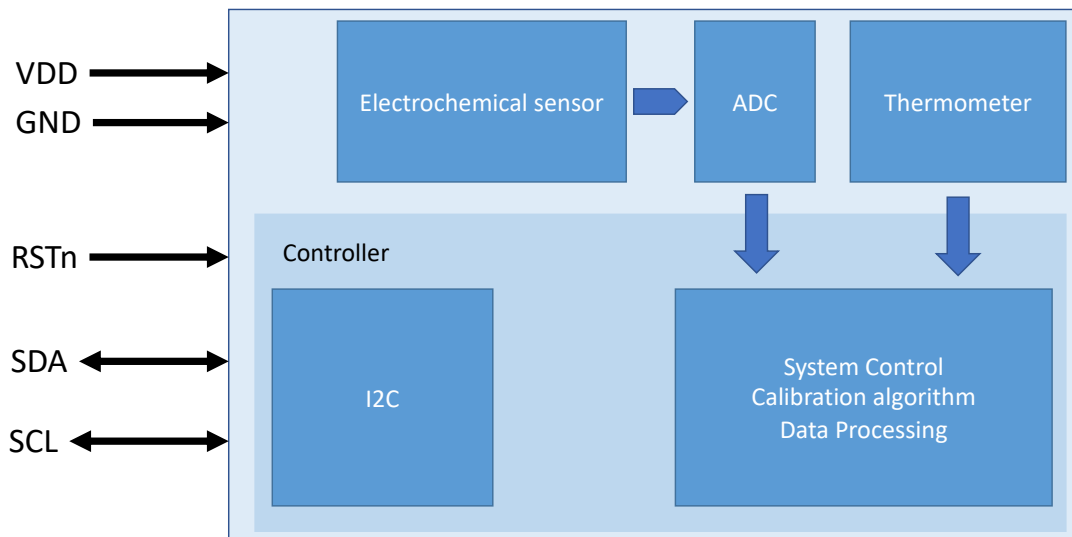 VDD
GND
RSTn
SDA
SCL
Electrochemical sensor
ADC
Thermometer
Controller
I2C
System Control
Calibration algorithm
Data Processing